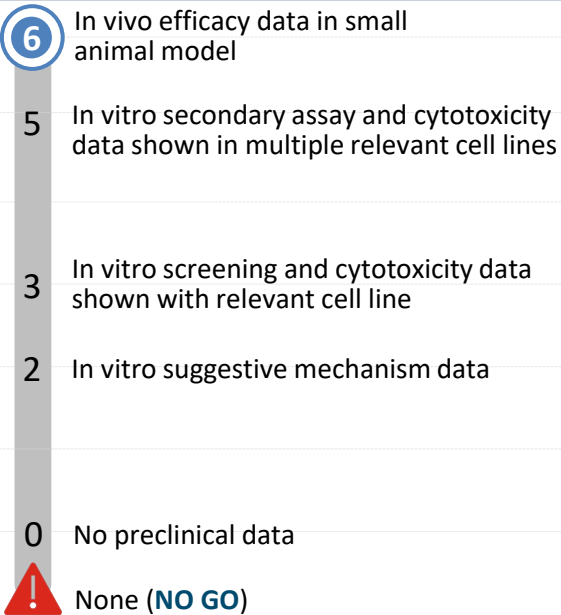 6 In vivo efficacy data in small
animal model
5 In vitro secondary assay and cytotoxicity
data shown in multiple relevant cell lines
3 In vitro screening and cytotoxicity data
shown with relevant cell line
2 In vitro suggestive mechanism data
0 No preclinical data
! None (NO GO)